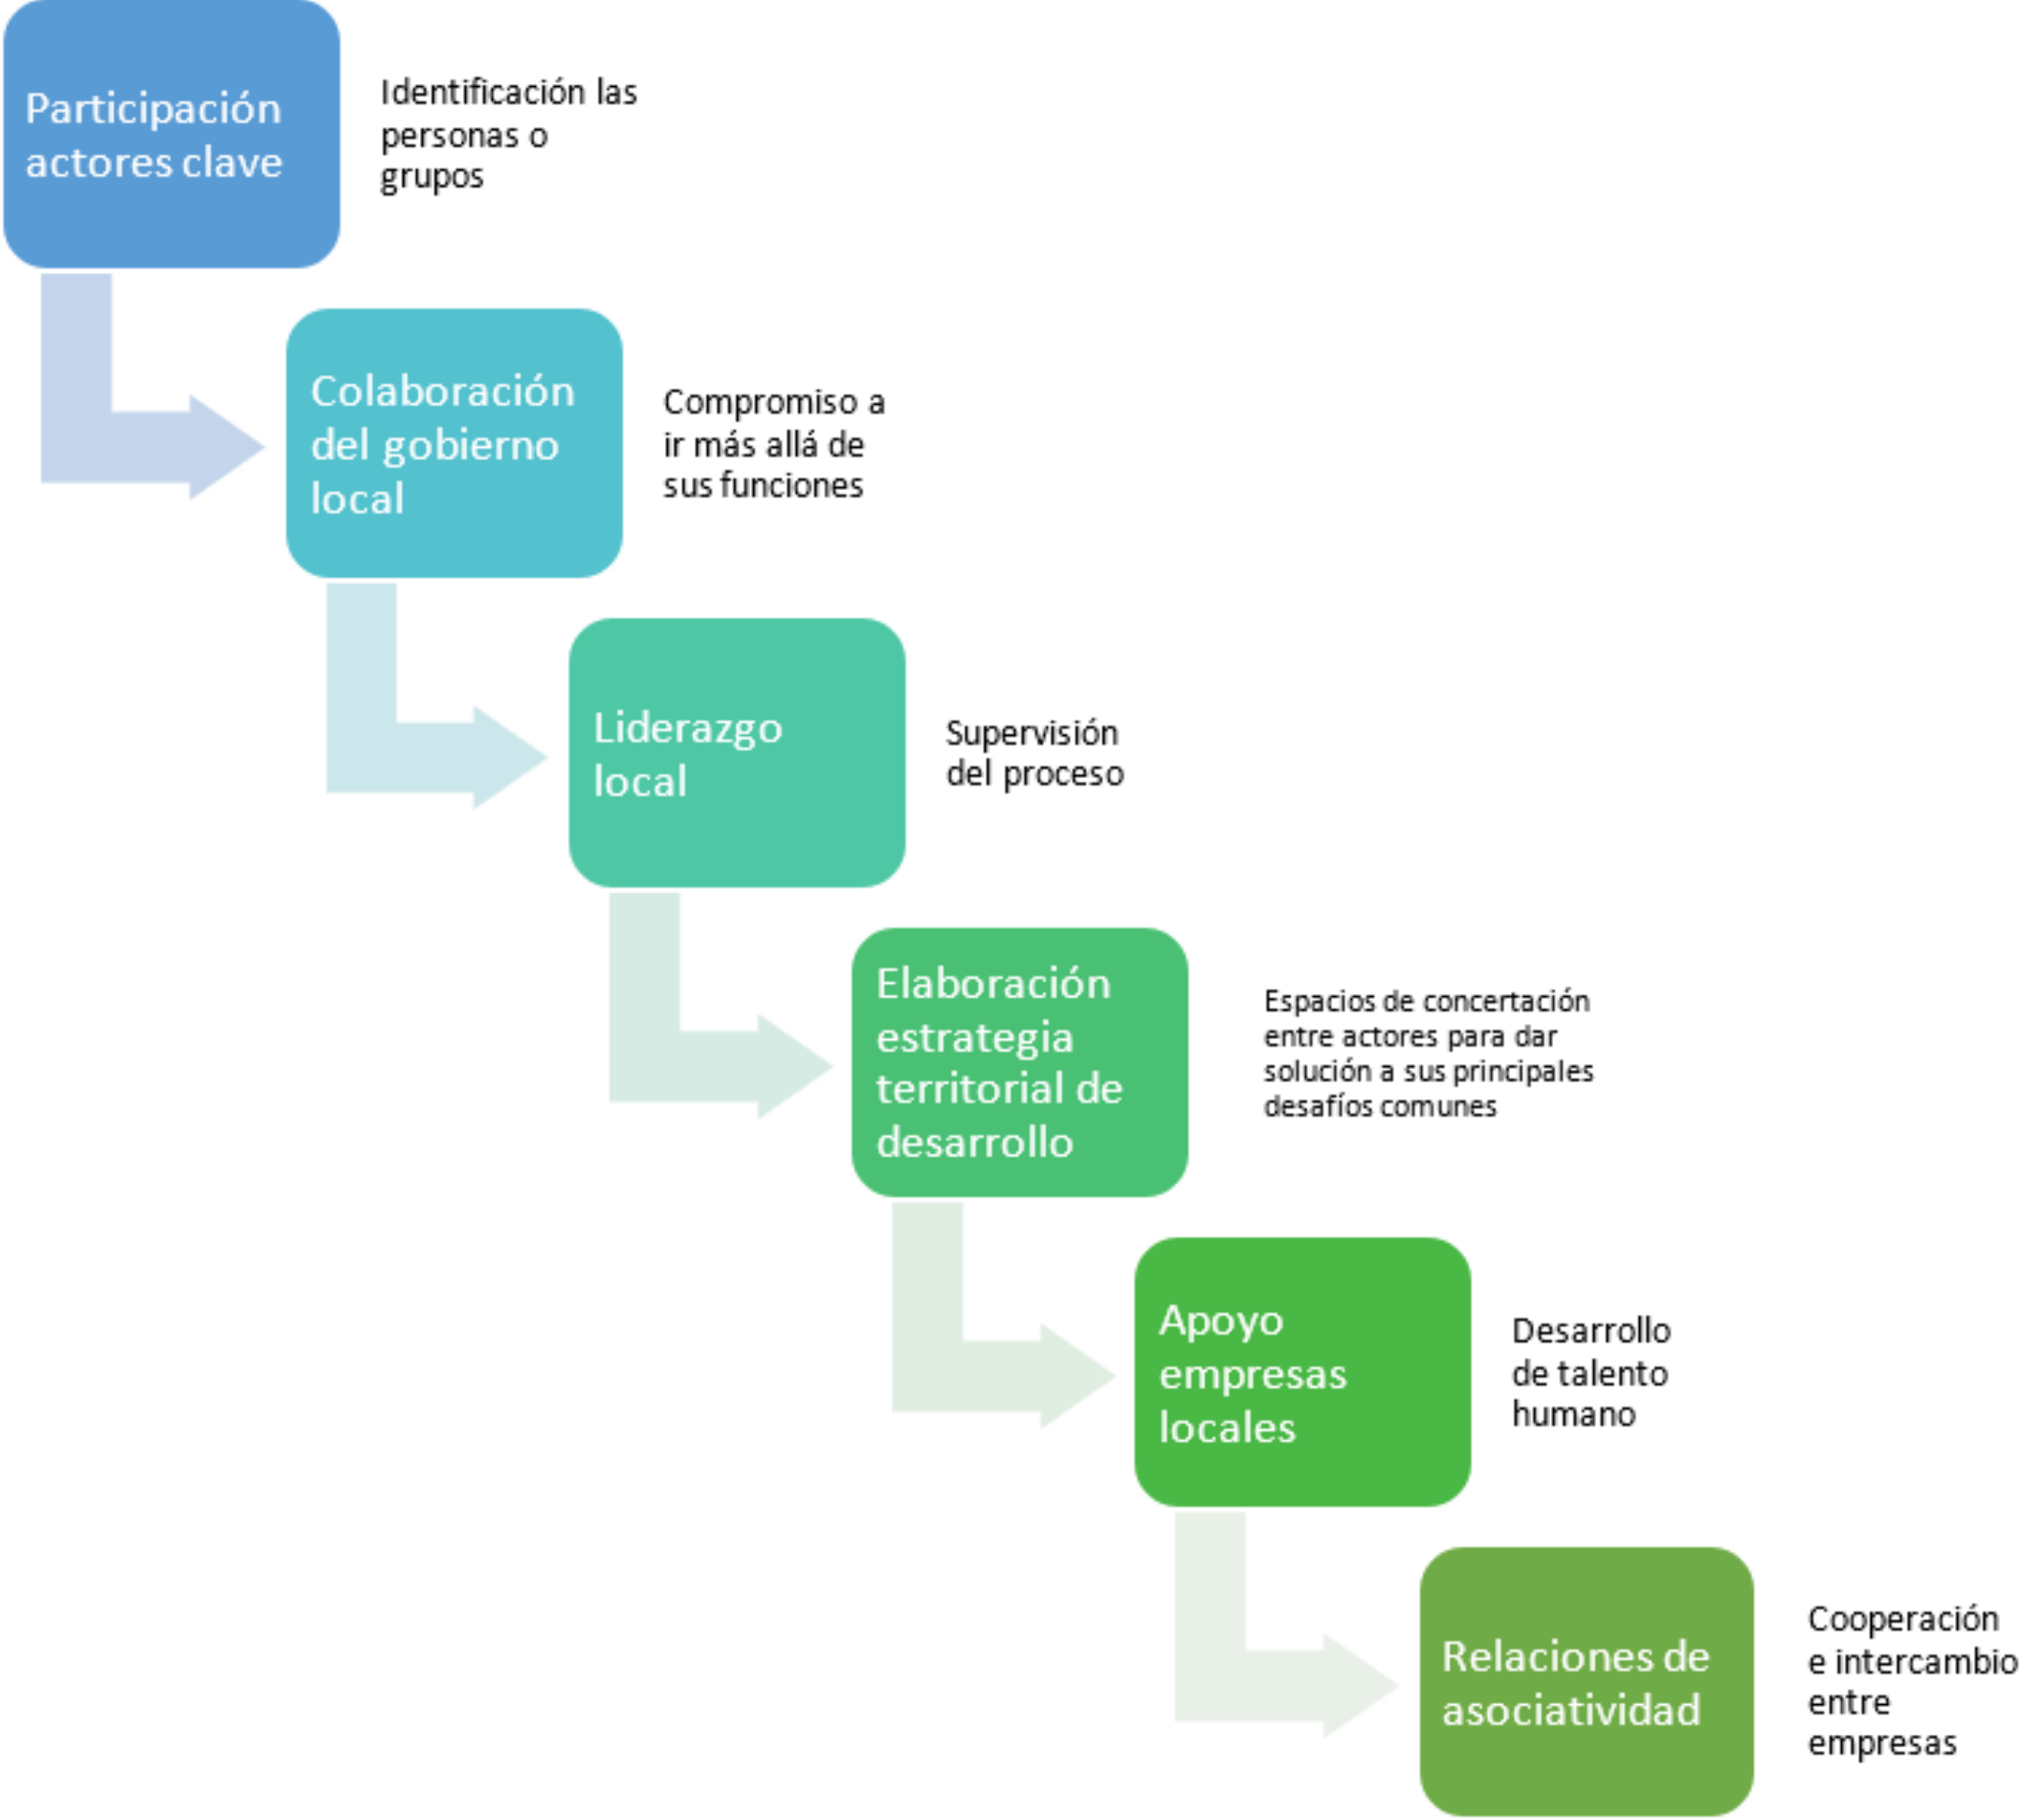 Participación
actores clave
Identificación las
personas o
grupos
Colaboración
del gobierno
local
Compromiso a
ir más allá de
sus funciones
Liderazgo
local
Supervisión
del proceso
Elaboración
estrategia
territorial de
desarrollo
Espacios de concertación
entre actores para dar
solución a sus principales
desafíos comunes
Apoyo
empresas
locales
Desarrollo
de talento
humano
Relaciones de
asociatividad
Cooperación
e intercambio
entre
empresas